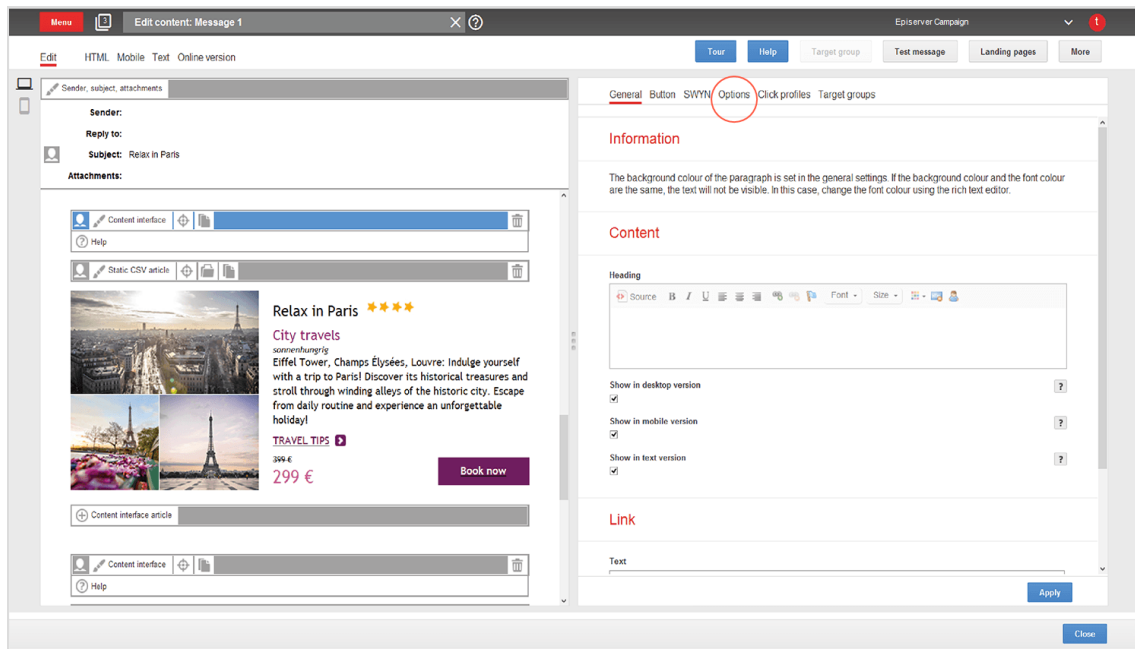 Menu 3 Edit content: Message 1 Episerver Campaign t
Edit HTML Mobile Text Online version Tour Help Target group Test message Landing pages More
Sender, subject, attachments
Sender:
Reply to:
Subject: Relax in Paris
Attachments:
Content interface
? Help
Static CSV article
Relax in Paris
City travels
sonnenhungrig
Eiffel Tower, Champs Élysées, Louvre: Indulge yourself
with a trip to Paris! Discover its historical treasures and
stroll through winding alleys of the historic city. Escape
from daily routine and experience an unforgettable
holiday!
TRAVEL TIPS
399 €
299 €
Book now
Content interface article
Content interface
? Help
General Button SWYN Options Click profiles Target groups
Information
The background colour of the paragraph is set in the general settings. If the background colour and the font colour
are the same, the text will not be visible. In this case, change the font colour using the rich text editor.
Content
Heading
Source B I U Font Size
Show in desktop version ?
Show in mobile version ?
Show in text version ?
Link
Text
Apply
Close